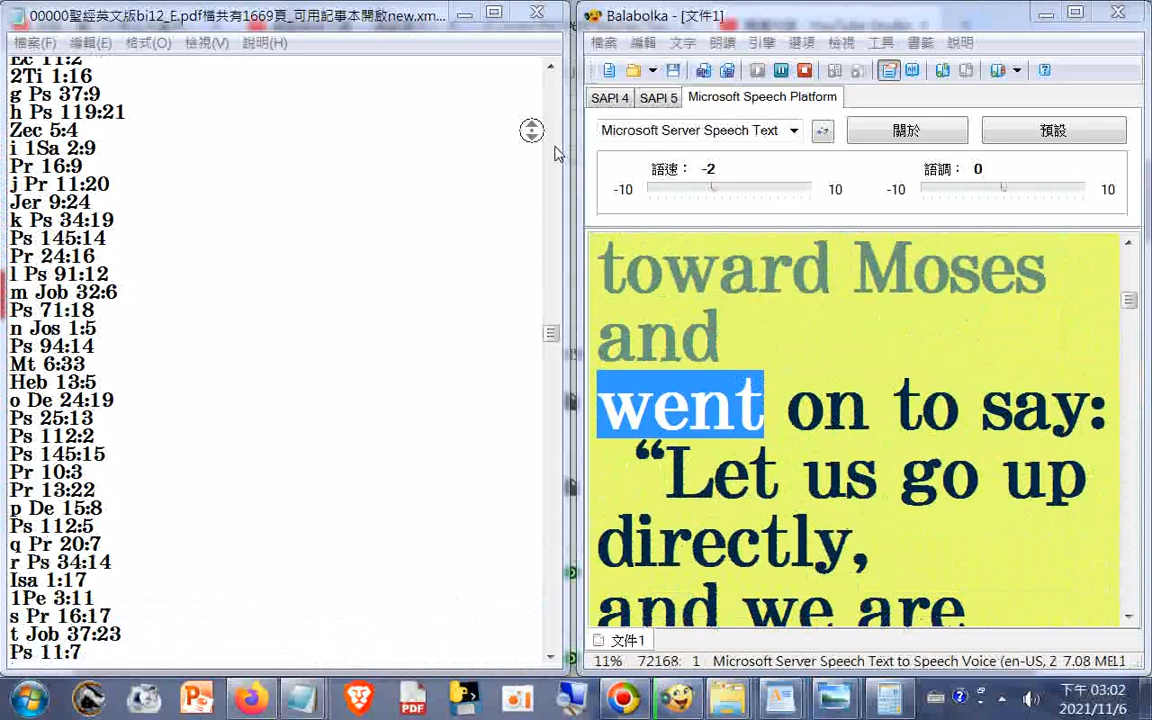 00000聖經英文版bi12_E.pdf檔共有1669頁_可用記事本開啟new.xm...
檔案(F) 編輯(E) 格式(O) 檢視(V) 說明(H)
Ec 11:2
2Ti 1:16
g Ps 37:9
h Ps 119:21
Zec 5:4
i 1Sa 2:9
Pr 16:9
j Pr 11:20
Jer 9:24
k Ps 34:19
Ps 145:14
Pr 24:16
l Ps 91:12
m Job 32:6
Ps 71:18
n Jos 1:5
Ps 94:14
Mt 6:33
Heb 13:5
o De 24:19
Ps 25:13
Ps 112:2
Ps 145:15
Pr 10:3
Pr 13:22
p De 15:8
Ps 112:5
q Pr 20:7
r Ps 34:14
Isa 1:17
1Pe 3:11
s Pr 16:17
t Job 37:23
Ps 11:7
Balabolka - [文件1]
檔案 編輯 文字 朗讀 引擎 選項 檢視 工具 書籤 說明
SAPI 4 SAPI 5 Microsoft Speech Platform
Microsoft Server Speech Text 關於 預設
語速： -2 語調： 0
-10 10 -10 10
toward Moses
and
went on to say:
“Let us go up
directly,
and we are
文件1
11% 72168: 1 Microsoft Server Speech Text to Speech Voice (en-US, 2 7.08 ME11
PDF
下午 03:02
2021/11/6